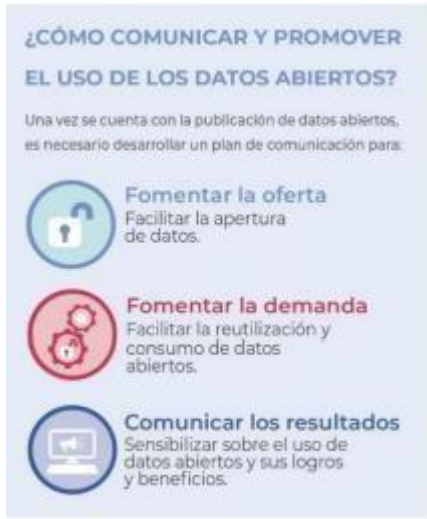 ¿CÓMO COMUNICAR Y PROMOVER
EL USO DE LOS DATOS ABIERTOS?
Una vez se cuenta con la publicación de datos abiertos,
es necesario desarrollar un plan de comunicación para:
Fomentar la oferta
Facilitar la apertura
de datos.
Fomentar la demanda
Facilitar la reutilización y
consumo de datos
abiertos.
Comunicar los resultados
Sensibilizar sobre el uso de
datos abiertos y sus logros
y beneficios.